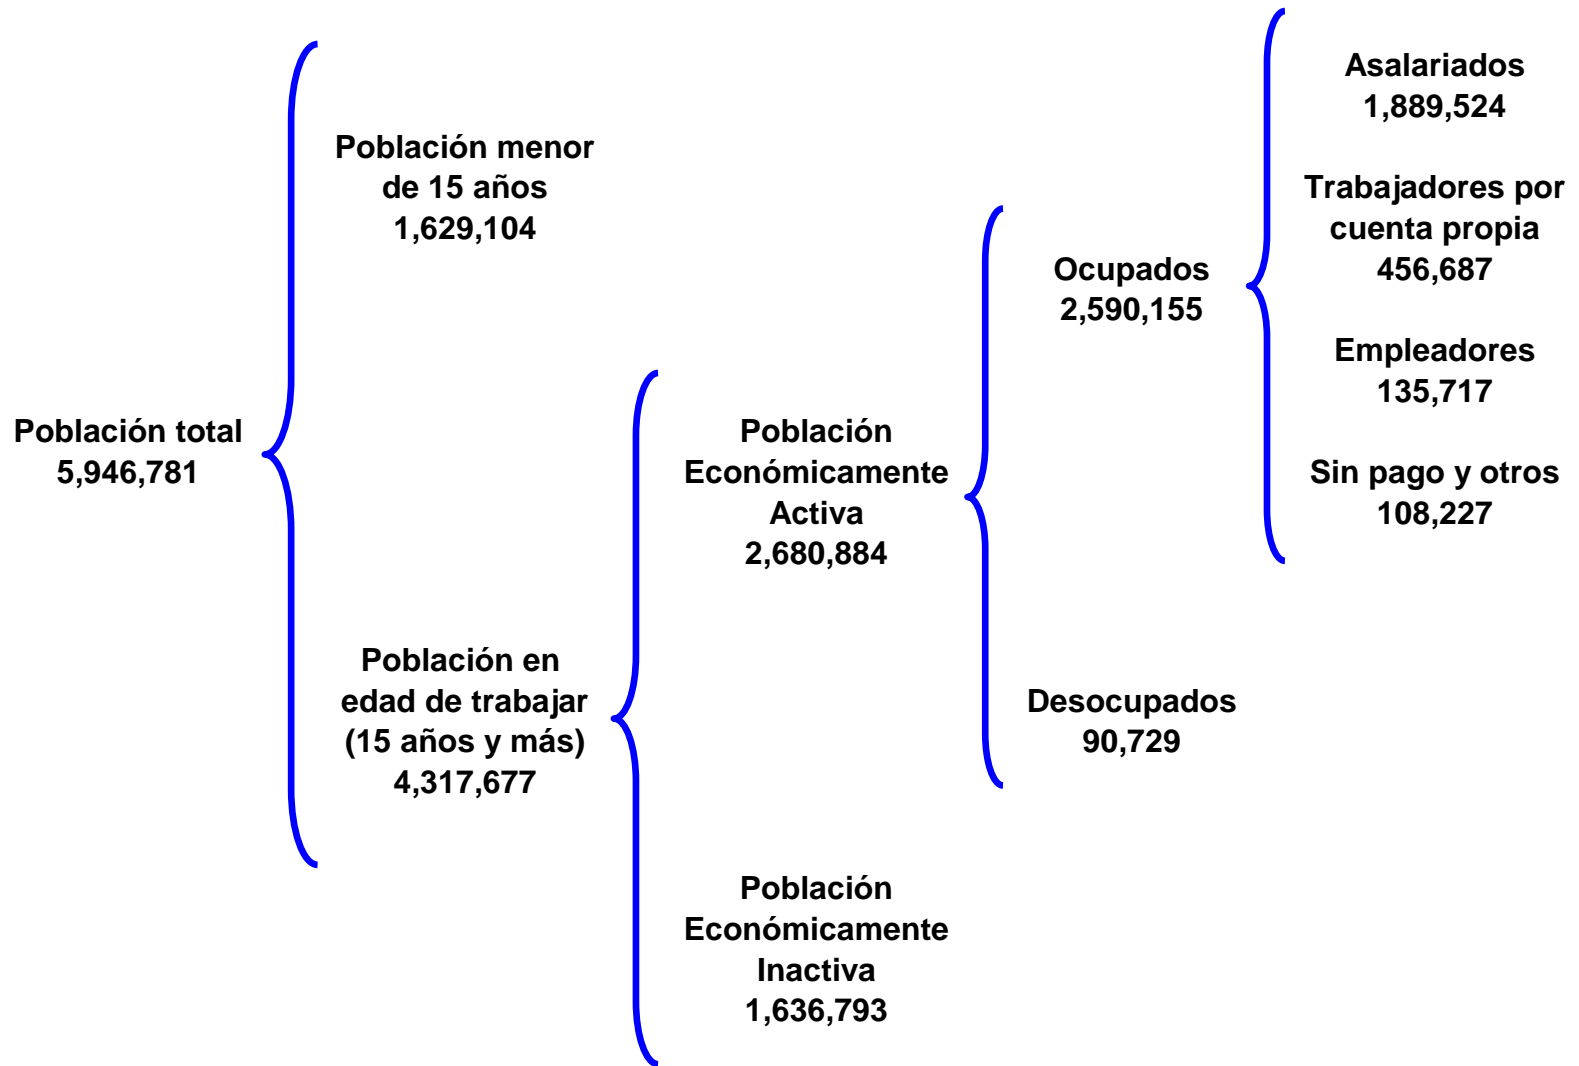 Población total
5,946,781
Población menor
de 15 años
1,629,104
Población en
edad de trabajar
(15 años y más)
4,317,677
Población
Económicamente
Activa
2,680,884
Población
Económicamente
Inactiva
1,636,793
Ocupados
2,590,155
Desocupados
90,729
Asalariados
1,889,524
Trabajadores por
cuenta propia
456,687
Empleadores
135,717
Sin pago y otros
108,227